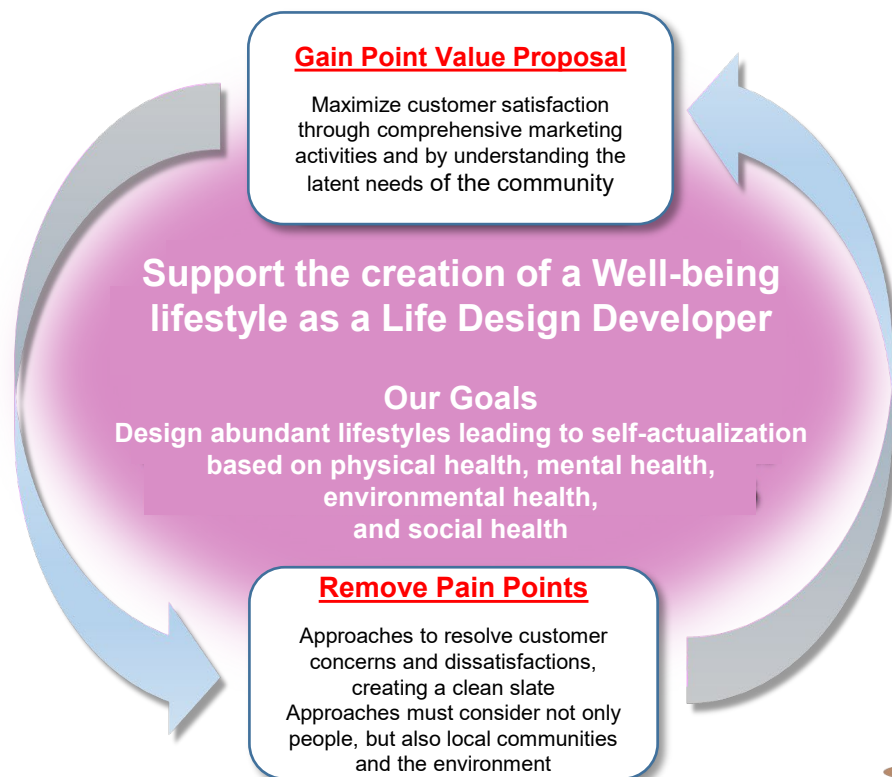 Gain Point Value Proposal
Maximize customer satisfaction
through comprehensive marketing
activities and by understanding the
latent needs of the community
Support the creation of a Well-being
lifestyle as a Life Design Developer
Our Goals
Design abundant lifestyles leading to self-actualization
based on physical health, mental health,
environmental health,
and social health
Remove Pain Points
Approaches to resolve customer
concerns and dissatisfactions,
creating a clean slate
Approaches must consider not only
people, but also local communities
and the environment